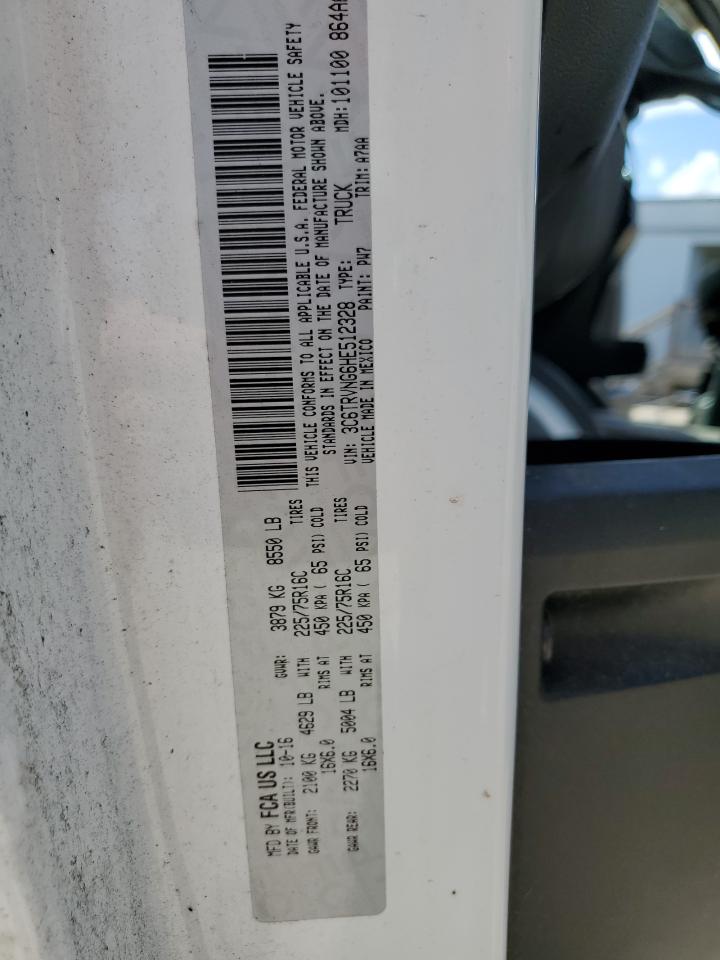 MFD BY FCA US LLC
DATE OF MFR(BUILT): 10-16 GVWR: 3879 KG 8550 LB
GAWR FRONT: 2100 KG 4629 LB WITH 225/75R16C TIRES
16X6.0 RIMS AT 450 KPA ( 65 PSI) COLD
GAWR REAR: 2270 KG 5004 LB WITH 225/75R16C TIRES
16X6.0 RIMS AT 450 KPA ( 65 PSI) COLD
THIS VEHICLE CONFORMS TO ALL APPLICABLE U.S.A. FEDERAL MOTOR VEHICLE SAFETY
STANDARDS IN EFFECT ON THE DATE OF MANUFACTURE SHOWN ABOVE.
VIN: 3C6TRVNG6HE512328 TYPE: TRUCK MDH: 101100 864A
VEHICLE MADE IN MEXICO PAINT: PW7 TRIM: A7AA